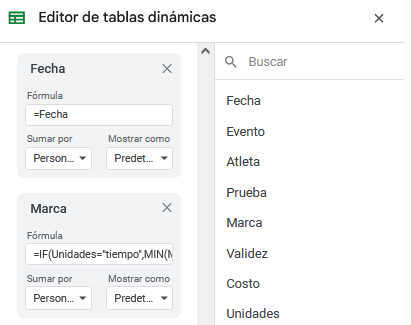 Editor de tablas dinámicas
Fecha
Fórmula
=Fecha
Sumar por
Mostrar como
Person...
Predet...
Marca
Fórmula
=IF(Unidades="tiempo",MIN(M
Sumar por
Mostrar como
Person...
Predet...
Buscar
Fecha
Evento
Atleta
Prueba
Marca
Validez
Costo
Unidades